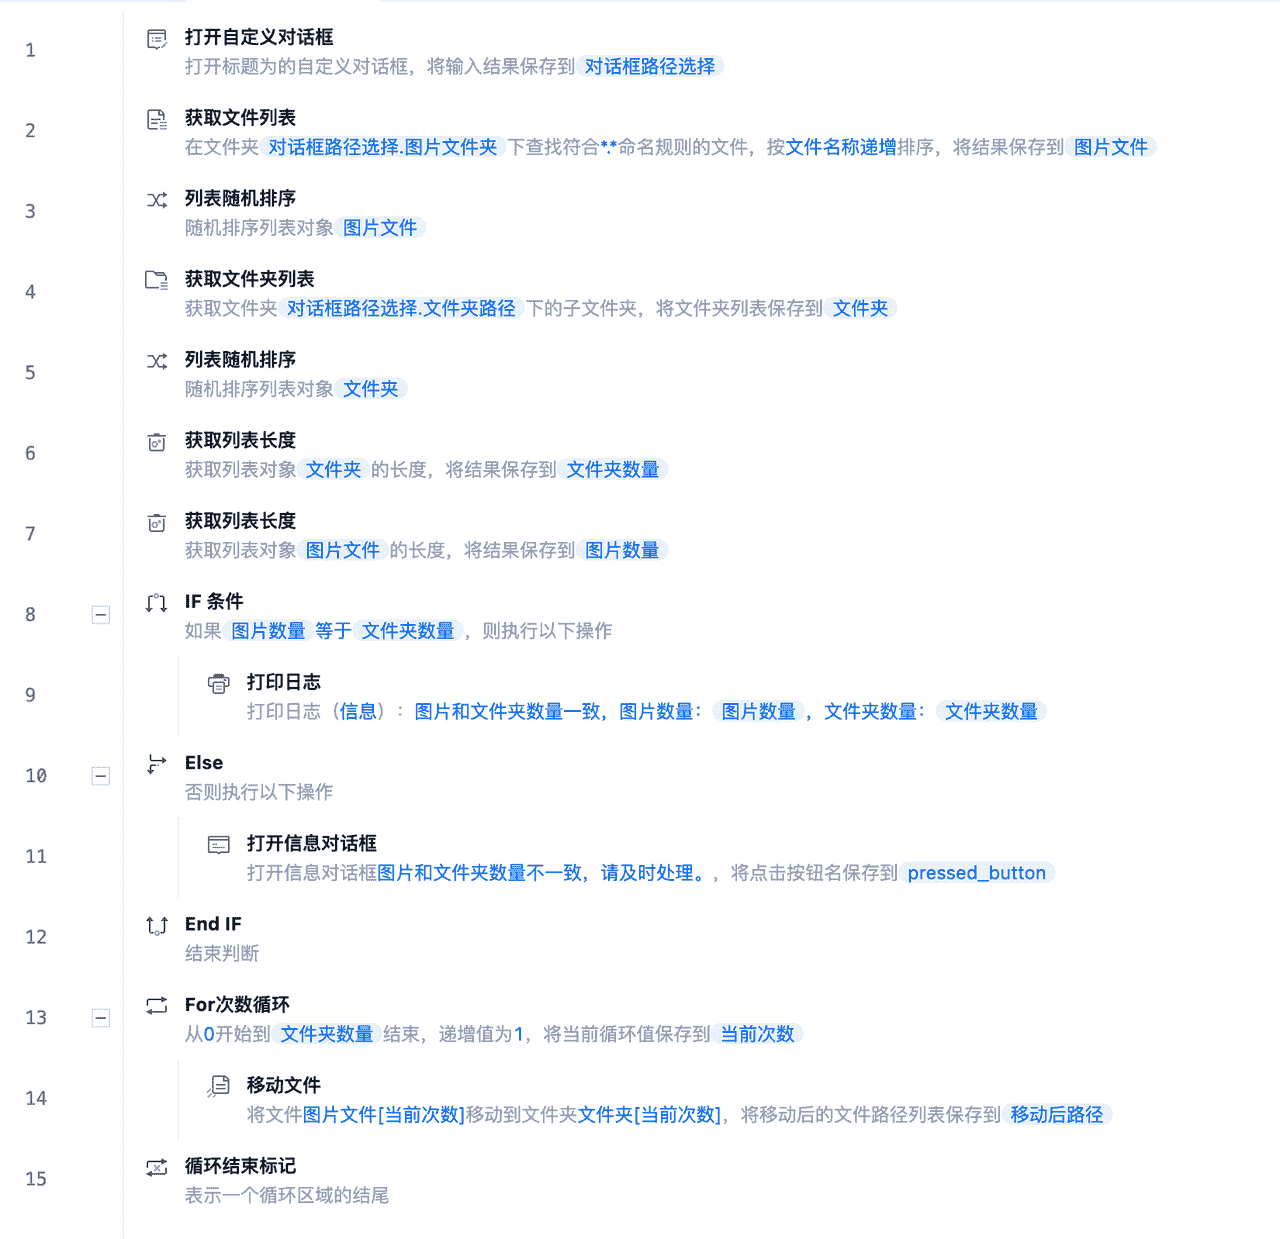 1
打开自定义对话框
打开标题为的自定义对话框，将输入结果保存到 对话框路径选择
2
获取文件列表
在文件夹 对话框路径选择.图片文件夹 下查找符合*.*命名规则的文件，按文件名称递增排序，将结果保存到 图片文件
3
列表随机排序
随机排序列表对象 图片文件
4
获取文件夹列表
获取文件夹 对话框路径选择.文件夹路径 下的子文件夹，将文件夹列表保存到 文件夹
5
列表随机排序
随机排序列表对象 文件夹
6
获取列表长度
获取列表对象 文件夹 的长度，将结果保存到 文件夹数量
7
获取列表长度
获取列表对象 图片文件 的长度，将结果保存到 图片数量
8
IF 条件
如果 图片数量 等于 文件夹数量 ，则执行以下操作
9
打印日志
打印日志（信息）：图片和文件夹数量一致，图片数量： 图片数量 ，文件夹数量： 文件夹数量
10
Else
否则执行以下操作
11
打开信息对话框
打开信息对话框图片和文件夹数量不一致，请及时处理。，将点击按钮名保存到 pressed_button
12
End IF
结束判断
13
For次数循环
从0开始到 文件夹数量 结束，递增值为1，将当前循环值保存到 当前次数
14
移动文件
将文件图片文件[当前次数]移动到文件夹文件夹[当前次数]，将移动后的文件路径列表保存到 移动后路径
15
循环结束标记
表示一个循环区域的结尾